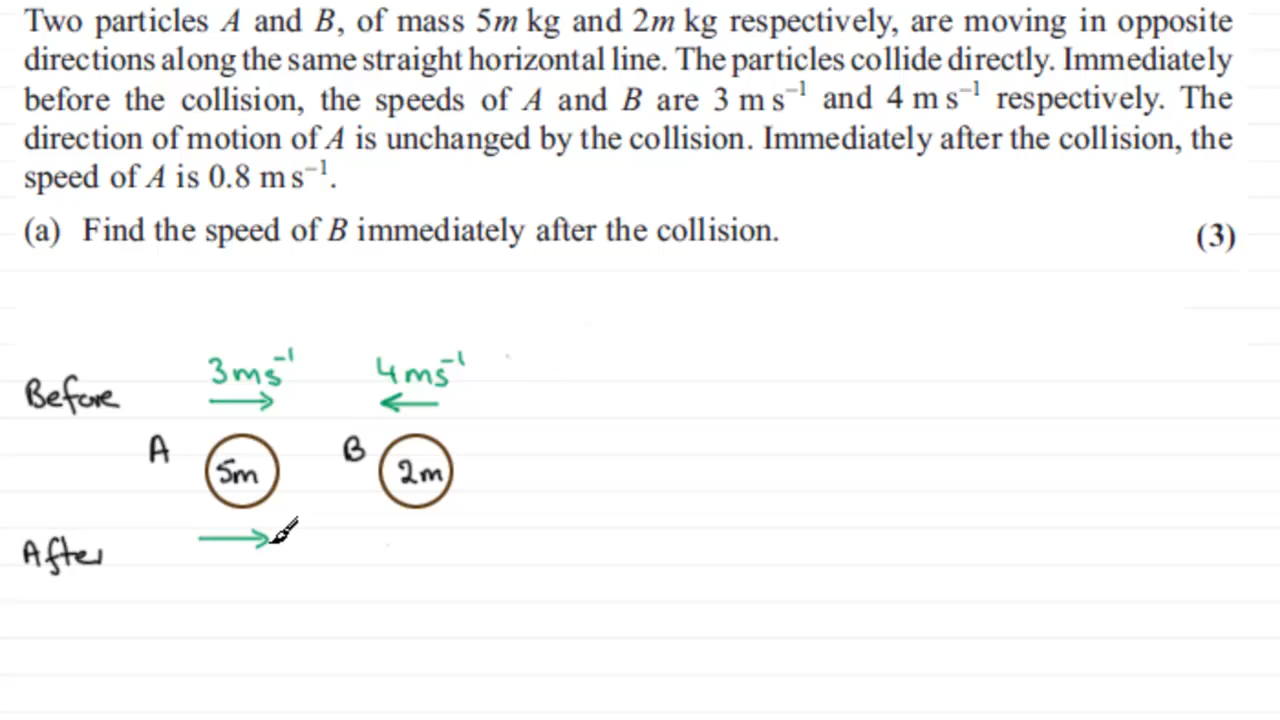 Two particles A and B, of mass 5m kg and 2m kg respectively, are moving in opposite
directions along the same straight horizontal line. The particles collide directly. Immediately
before the collision, the speeds of A and B are 3 m s⁻¹ and 4 m s⁻¹ respectively. The
direction of motion of A is unchanged by the collision. Immediately after the collision, the
speed of A is 0.8 m s⁻¹.
(a) Find the speed of B immediately after the collision. (3)
3ms⁻¹ 4ms⁻¹
Before
A 5m B 2m
After